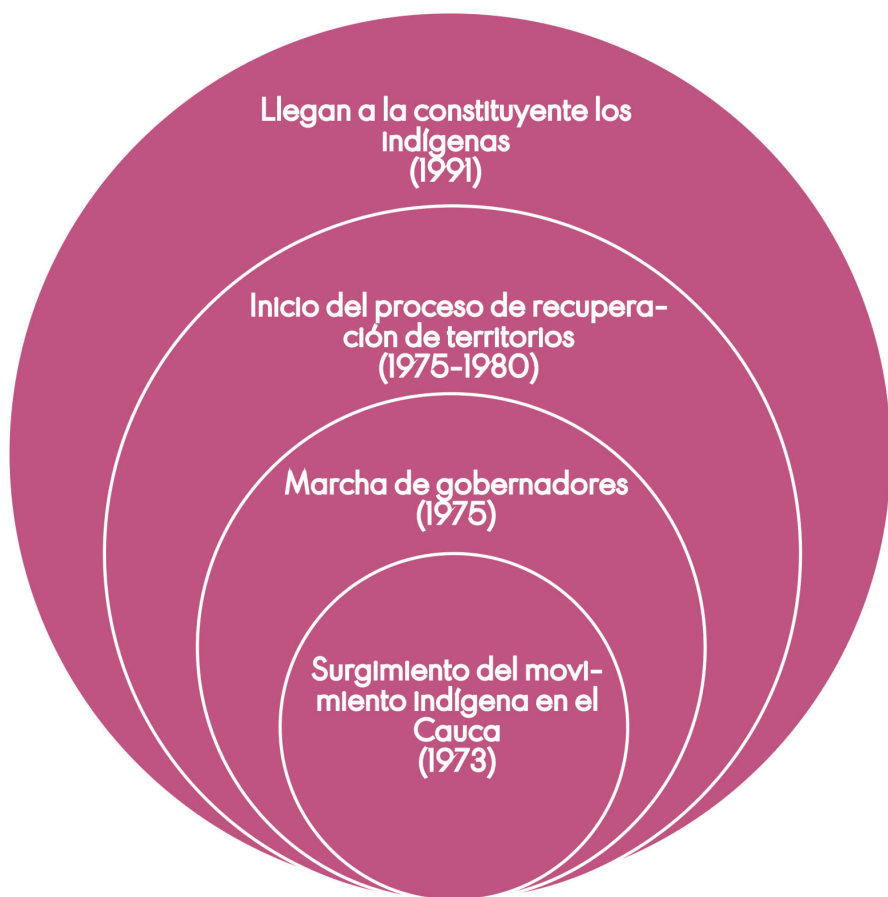 Llegan a la constituyente los
indígenas
(1991)
Inicio del proceso de recupera-
ción de territorios
(1975-1980)
Marcha de gobernadores
(1975)
Surgimiento del movi-
miento indígena en el
Cauca
(1973)